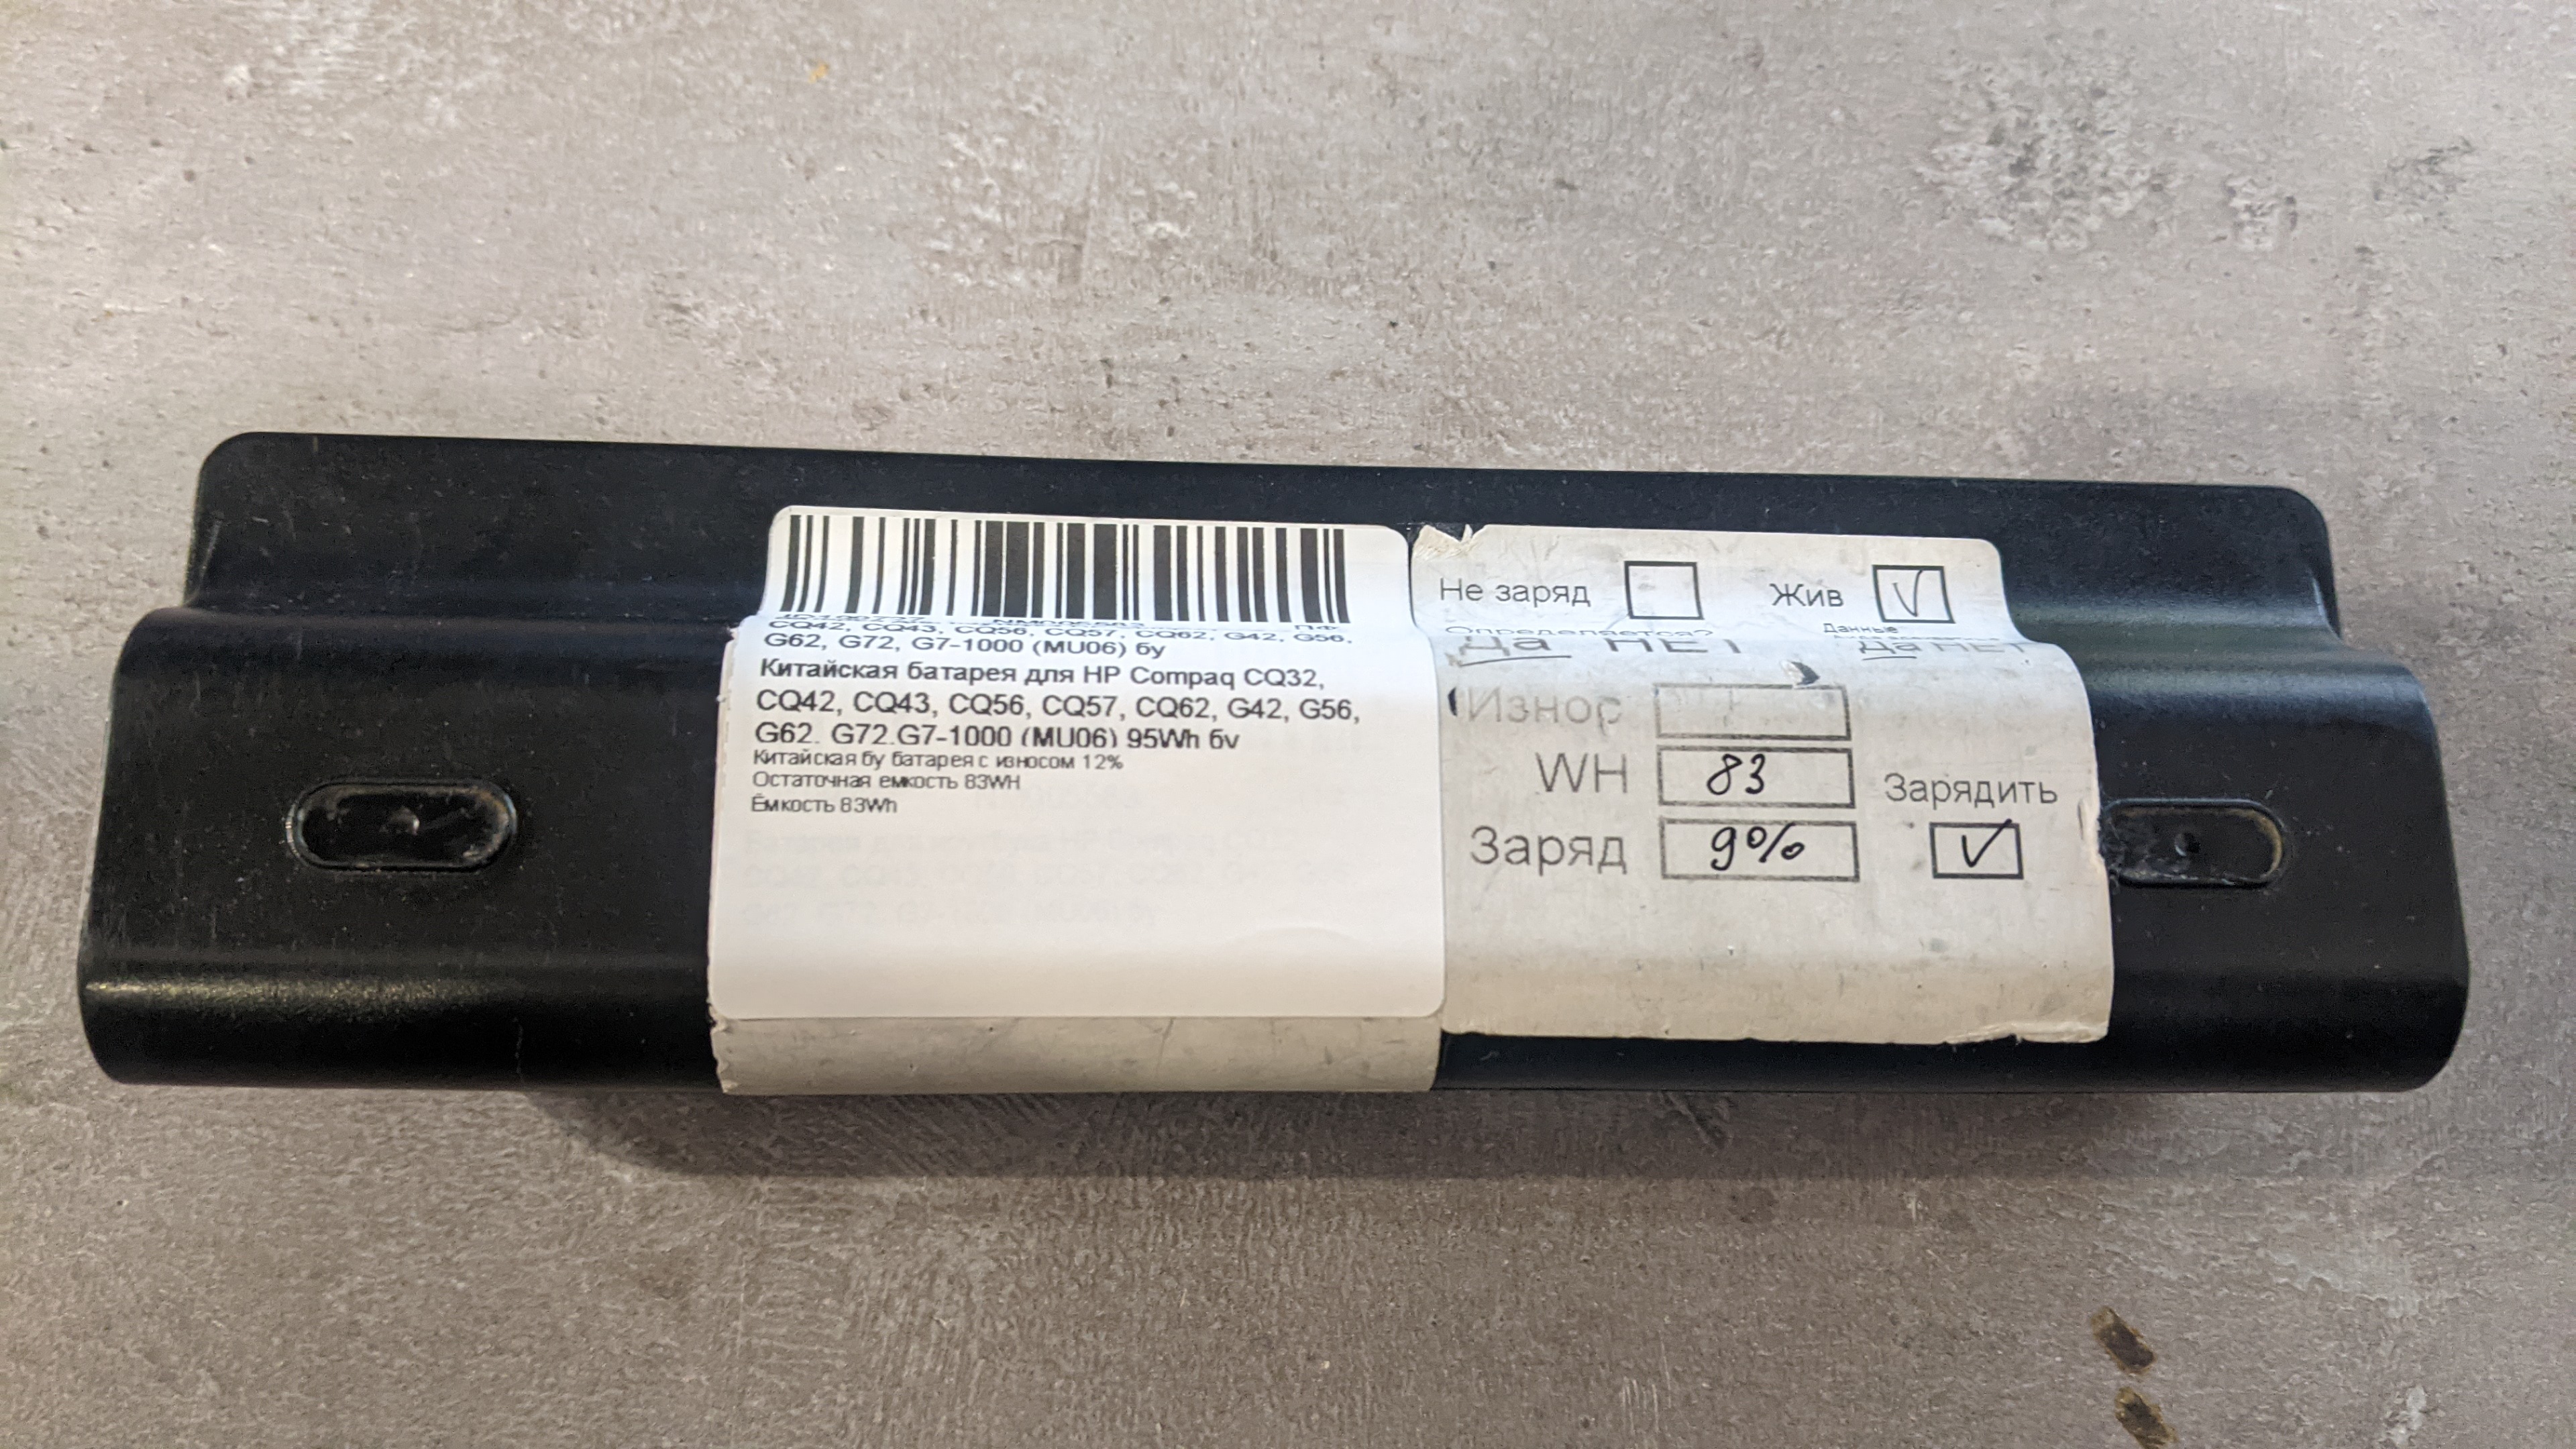 CQ42, CQ43, CQ56, CQ57, CQ62, G42, G56,
G62, G72, G7-1000 (MU06) бу
Китайская батарея для HP Compaq CQ32,
CQ42, CQ43, CQ56, CQ57, CQ62, G42, G56,
G62, G72,G7-1000 (MU06) 95Wh бу
Китайская бу батарея с износом 12%
Остаточная емкость 83WH
Ёмкость 83Wh
Не заряд Жив
Определяется? Данные
Да НЕТ Да НЕТ
Износ
WH 83 Зарядить
Заряд 9%